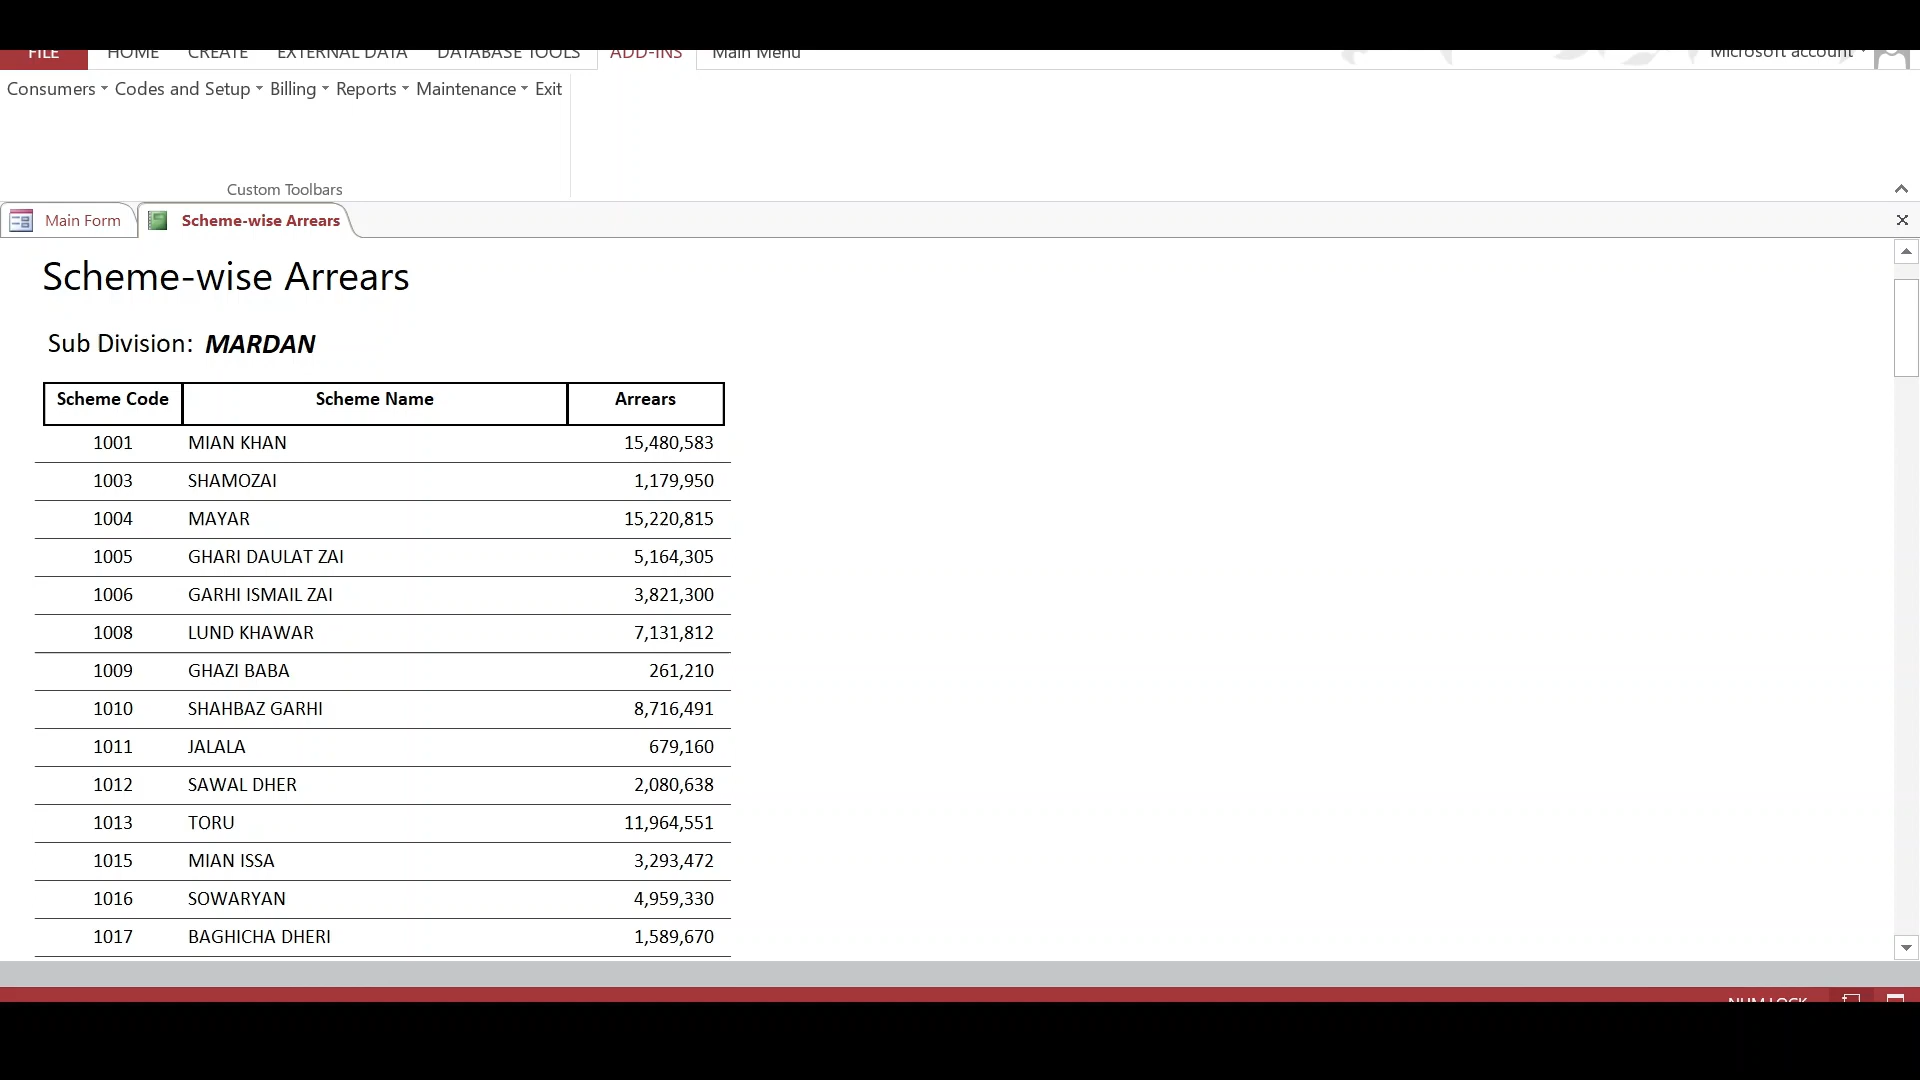 FILE HOME CREATE EXTERNAL DATA DATABASE TOOLS ADD-INS Main Menu Microsoft account
Consumers Codes and Setup Billing Reports Maintenance Exit
Custom Toolbars
Main Form Scheme-wise Arrears
Scheme-wise Arrears
Sub Division: MARDAN
Scheme Code Scheme Name Arrears
1001 MIAN KHAN 15,480,583
1003 SHAMOZAI 1,179,950
1004 MAYAR 15,220,815
1005 GHARI DAULAT ZAI 5,164,305
1006 GARHI ISMAIL ZAI 3,821,300
1008 LUND KHAWAR 7,131,812
1009 GHAZI BABA 261,210
1010 SHAHBAZ GARHI 8,716,491
1011 JALALA 679,160
1012 SAWAL DHER 2,080,638
1013 TORU 11,964,551
1015 MIAN ISSA 3,293,472
1016 SOWARYAN 4,959,330
1017 BAGHICHA DHERI 1,589,670
NUM LOCK